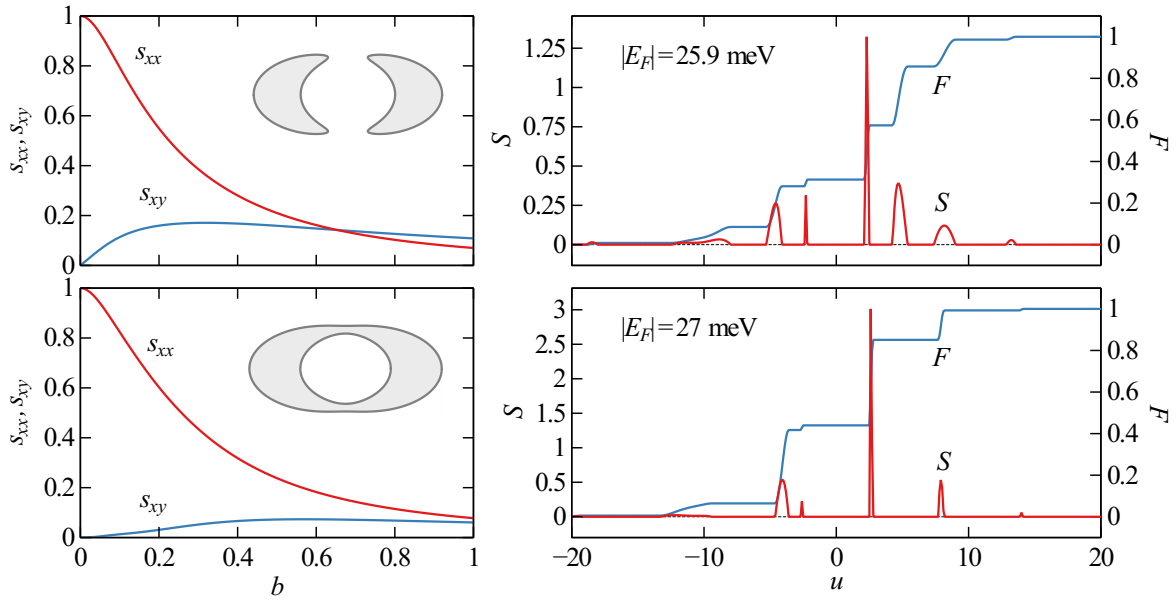 1
0.8
0.6
0.4
0.2
0
s_xx, s_xy
s_xx
s_xy
1.25
1
0.75
0.5
0.25
0
S
|E_F| = 25.9 meV
F
S
1
0.8
0.6
0.4
0.2
0
F
1
0.8
0.6
0.4
0.2
0
s_xx, s_xy
s_xx
s_xy
0 0.2 0.4 0.6 0.8 1
b
3
2.5
2
1.5
1
0.5
0
S
|E_F| = 27 meV
F
S
1
0.8
0.6
0.4
0.2
0
F
−20 −10 0 10 20
u